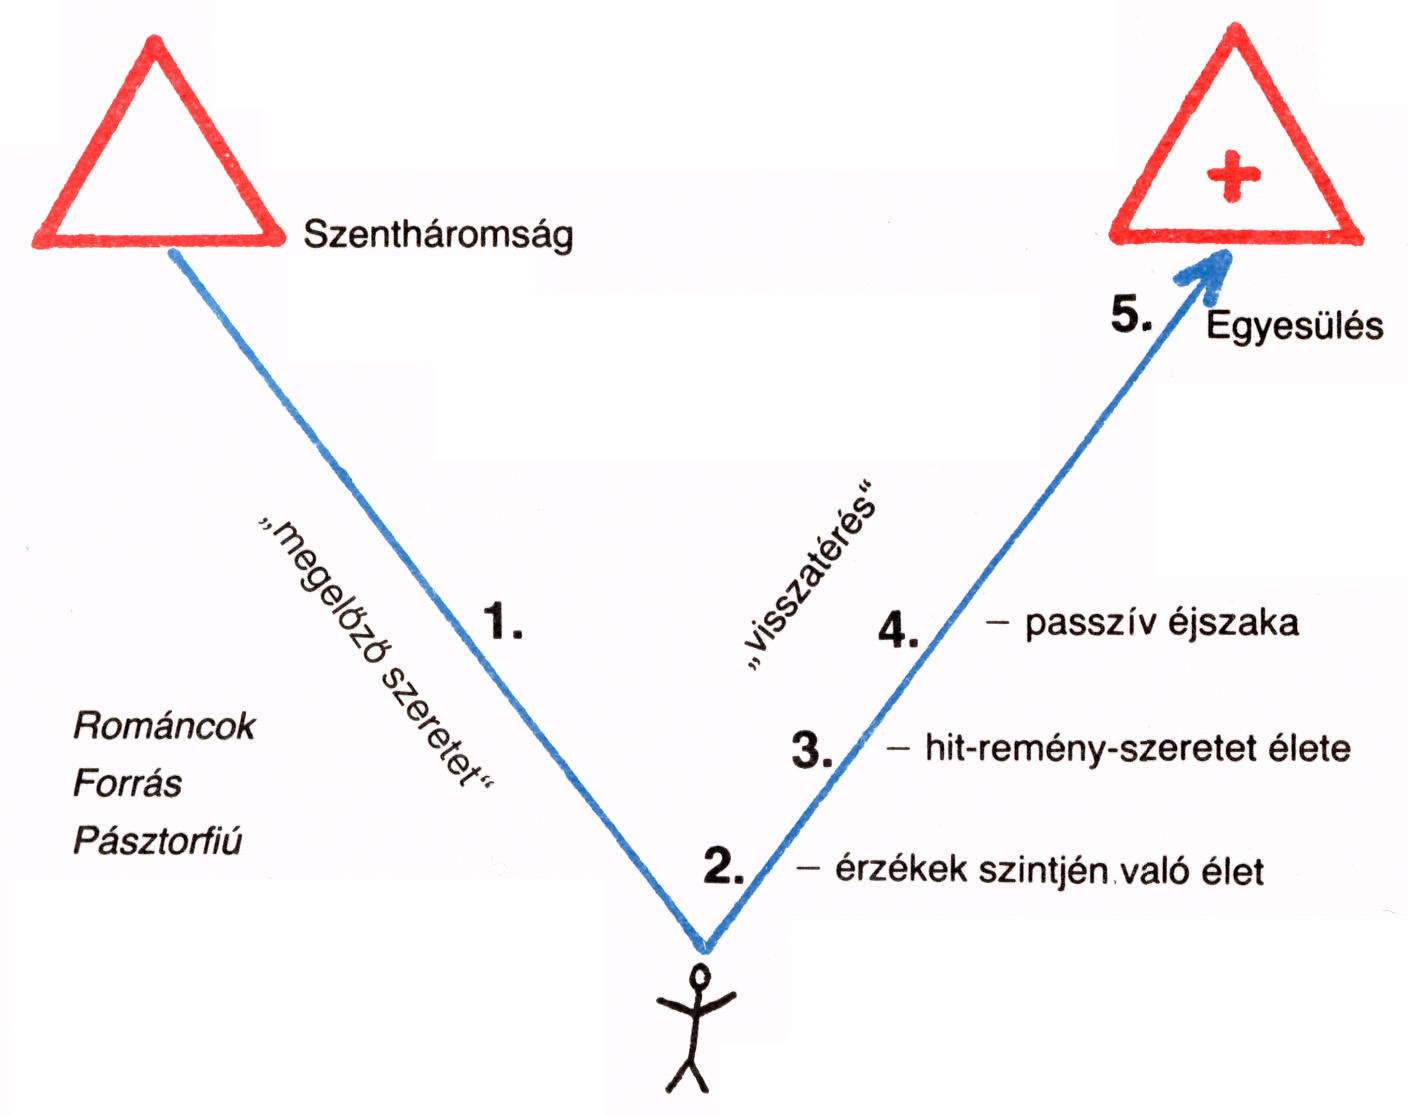 Szentháromság
5.
Egyesülés
„megelőző szeretet“
1.
„visszatérés“
4. – passzív éjszaka
Románcok
Forrás
Pásztorfiú
3. – hit-remény-szeretet élete
2. – érzékek szintjén való élet